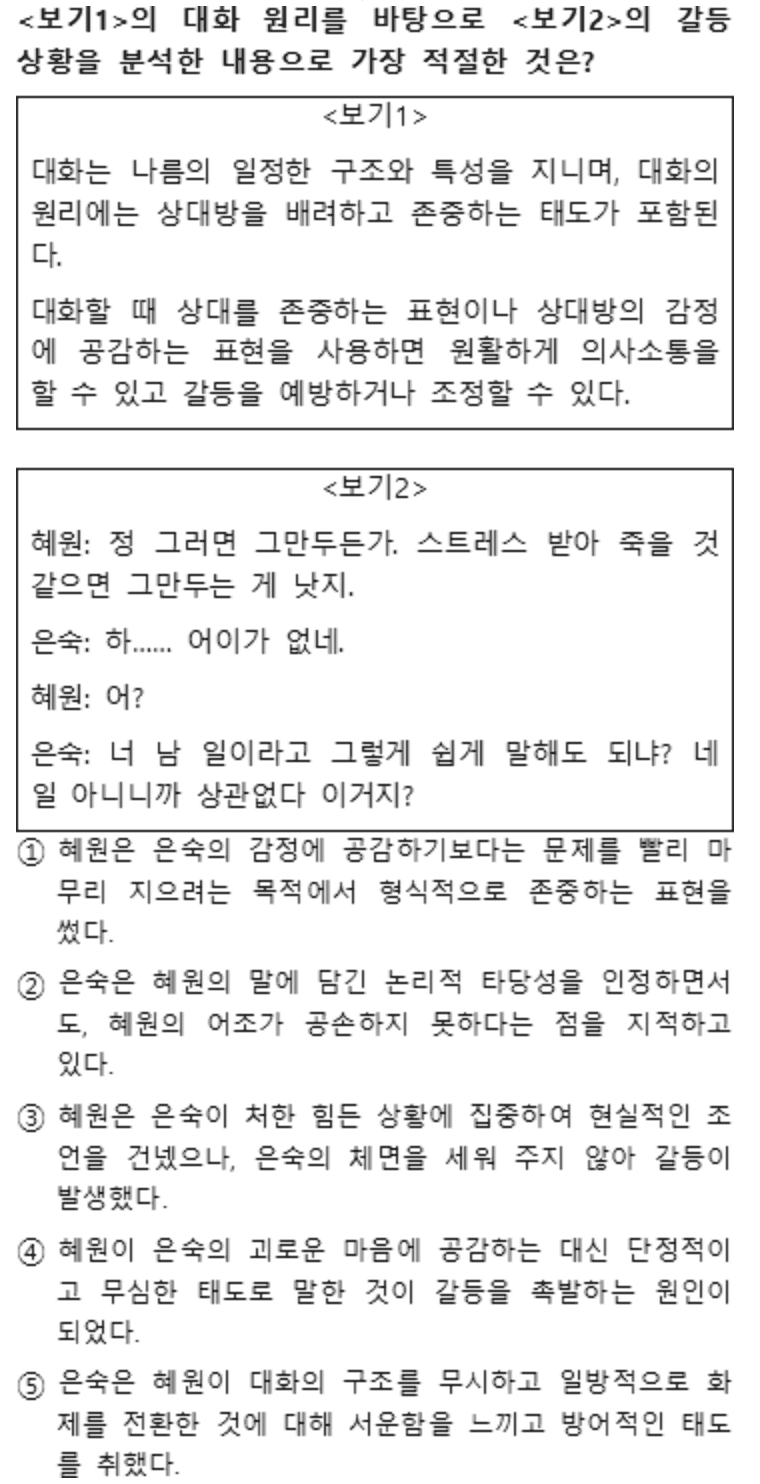 <보기1>의 대화 원리를 바탕으로 <보기2>의 갈등
상황을 분석한 내용으로 가장 적절한 것은?
<보기1>
대화는 나름의 일정한 구조와 특성을 지니며, 대화의
원리에는 상대방을 배려하고 존중하는 태도가 포함된
다.
대화할 때 상대를 존중하는 표현이나 상대방의 감정
에 공감하는 표현을 사용하면 원활하게 의사소통을
할 수 있고 갈등을 예방하거나 조정할 수 있다.
<보기2>
혜원: 정 그러면 그만두든가. 스트레스 받아 죽을 것
같으면 그만두는 게 낫지.
은숙: 하...... 어이가 없네.
혜원: 어?
은숙: 너 남 일이라고 그렇게 쉽게 말해도 되냐? 네
일 아니니까 상관없다 이거지?
① 혜원은 은숙의 감정에 공감하기보다는 문제를 빨리 마
무리 지으려는 목적에서 형식적으로 존중하는 표현을
썼다.
② 은숙은 혜원의 말에 담긴 논리적 타당성을 인정하면서
도, 혜원의 어조가 공손하지 못하다는 점을 지적하고
있다.
③ 혜원은 은숙이 처한 힘든 상황에 집중하여 현실적인 조
언을 건넸으나, 은숙의 체면을 세워 주지 않아 갈등이
발생했다.
④ 혜원이 은숙의 괴로운 마음에 공감하는 대신 단정적이
고 무심한 태도로 말한 것이 갈등을 촉발하는 원인이
되었다.
⑤ 은숙은 혜원이 대화의 구조를 무시하고 일방적으로 화
제를 전환한 것에 대해 서운함을 느끼고 방어적인 태도
를 취했다.